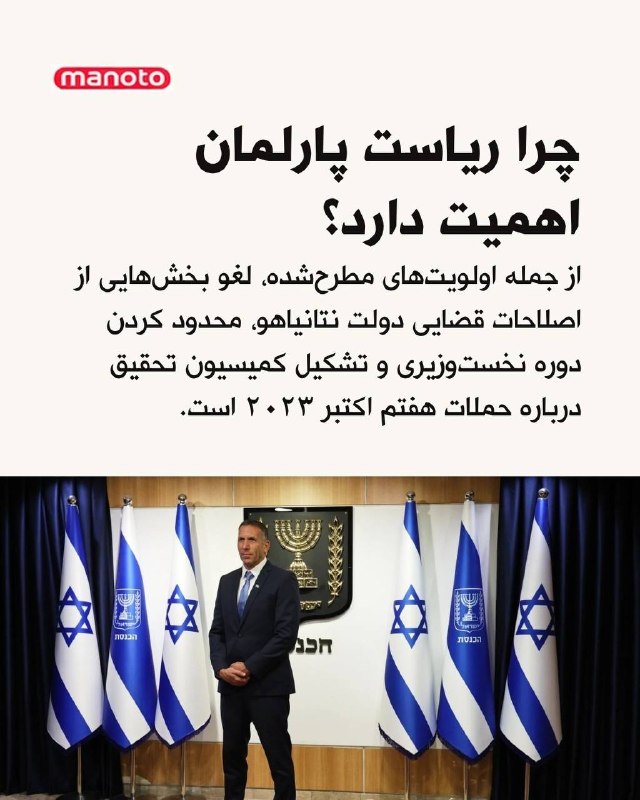 manoto
چرا ریاست پارلمان
اهمیت دارد؟
از جمله اولویت‌های مطرح‌شده، لغو بخش‌هایی از
اصلاحات قضایی دولت نتانیاهو، محدود کردن
دوره نخست‌وزیری و تشکیل کمیسیون تحقیق
درباره حملات هفتم اکتبر ۲۰۲۳ است.
הכנסת
הכנסת